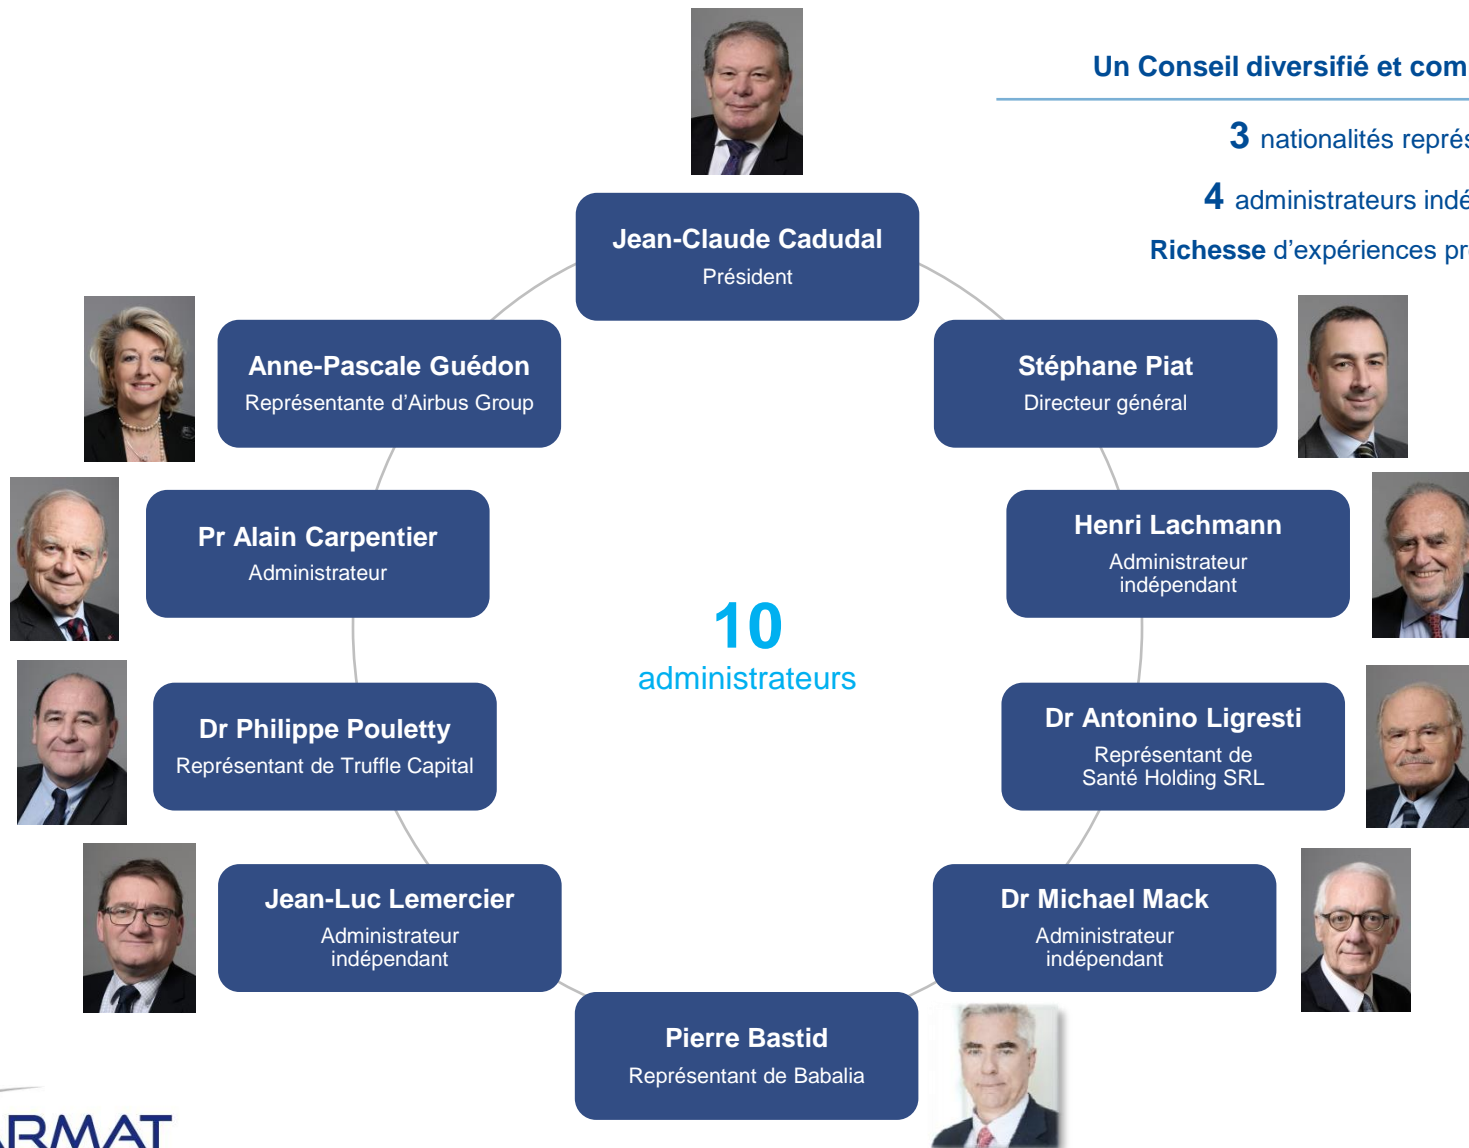 Un Conseil diversifié et com
3 nationalités représ
4 administrateurs indé
Richesse d'expériences pr
Jean-Claude Cadudal
Président
Anne-Pascale Guédon
Représentante d'Airbus Group
Stéphane Piat
Directeur général
Pr Alain Carpentier
Administrateur
Henri Lachmann
Administrateur
indépendant
10
administrateurs
Dr Philippe Pouletty
Représentant de Truffle Capital
Dr Antonino Ligresti
Représentant de
Santé Holding SRL
Jean-Luc Lemercier
Administrateur
indépendant
Dr Michael Mack
Administrateur
indépendant
Pierre Bastid
Représentant de Babalia
ARMAT